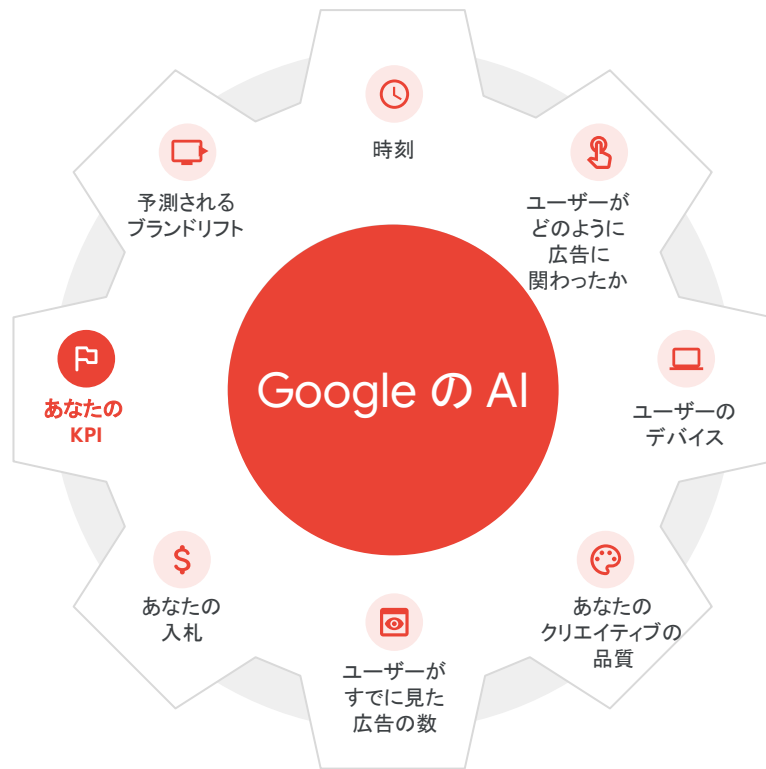 時刻
ユーザーが
どのように
広告に
関わったか
ユーザーの
デバイス
あなたの
クリエイティブの
品質
ユーザーが
すでに見た
広告の数
あなたの
入札
あなたの
KPI
予測される
ブランドリフト
Google の AI